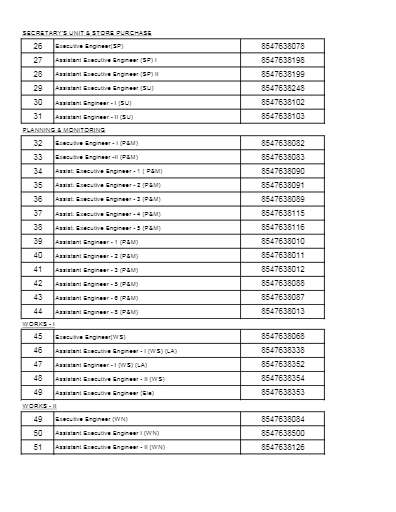 SECRETARY'S UNIT & STORE PURCHASE
26 Executive Engineer(SP) 8547638078
27 Assistant Executive Engineer (SP) I 8547638198
28 Assistant Executive Engineer (SP) II 8547638199
29 Assistant Executive Engineer (SU) 8547638248
30 Assistant Engineer - I (SU) 8547638102
31 Assistant Engineer - II (SU) 8547638103
PLANNING & MONITORING
32 Executive Engineer - I (P&M) 8547638082
33 Executive Engineer -II (P&M) 8547638083
34 Assist: Executive Engineer - 1 ( P&M) 8547638090
35 Assist: Executive Engineer - 2 (P&M) 8547638091
36 Assist: Executive Engineer - 3 (P&M) 8547638089
37 Assist: Executive Engineer - 4 (P&M) 8547638115
38 Assist: Executive Engineer - 5 (P&M) 8547638116
39 Assistant Engineer - 1 (P&M) 8547638010
40 Assistant Engineer - 2 (P&M) 8547638011
41 Assistant Engineer - 3 (P&M) 8547638012
42 Assistant Engineer - 5 (P&M) 8547638088
43 Assistant Engineer - 6 (P&M) 8547638087
44 Assistant Engineer - 8 (P&M) 8547638013
WORKS - I
45 Executive Engineer(WS) 8547638068
46 Assistant Executive Engineer - I (WS) (LA) 8547638338
47 Assistant Engineer - I (WS) (LA) 8547638352
48 Assistant Executive Engineer - II (WS) 8547638354
49 Assistant Executive Engineer (Ele) 8547638353
WORKS - II
49 Executive Engineer (WN) 8547638084
50 Assistant Executive Engineer I (WN) 8547638500
51 Assistant Executive Engineer - II (WN) 8547638126